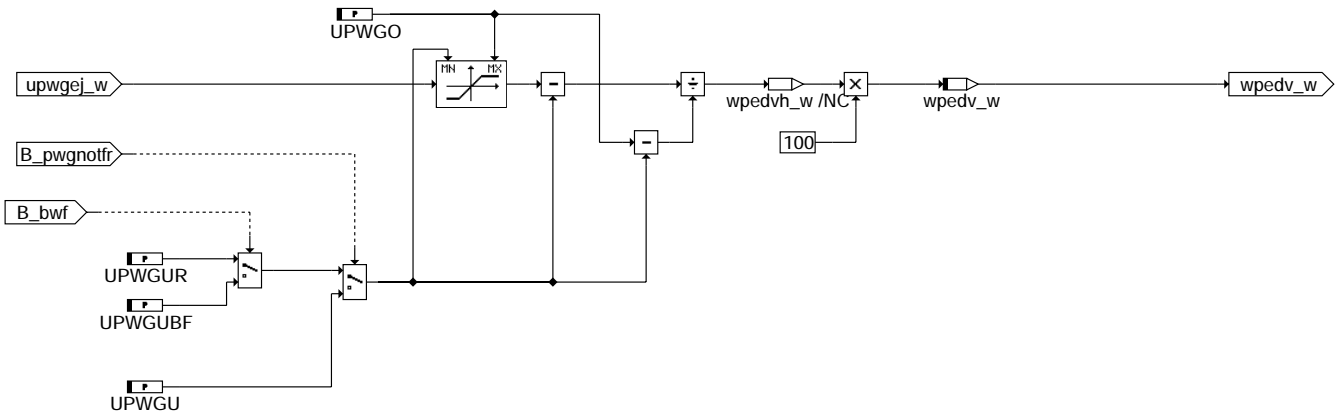 P
UPWGO
MN MX
upwgej_w
wpedvh_w /NC
wpedv_w
wpedv_w
100
B_pwgnotfr
B_bwf
P
UPWGUR
P
UPWGUBF
P
UPWGU